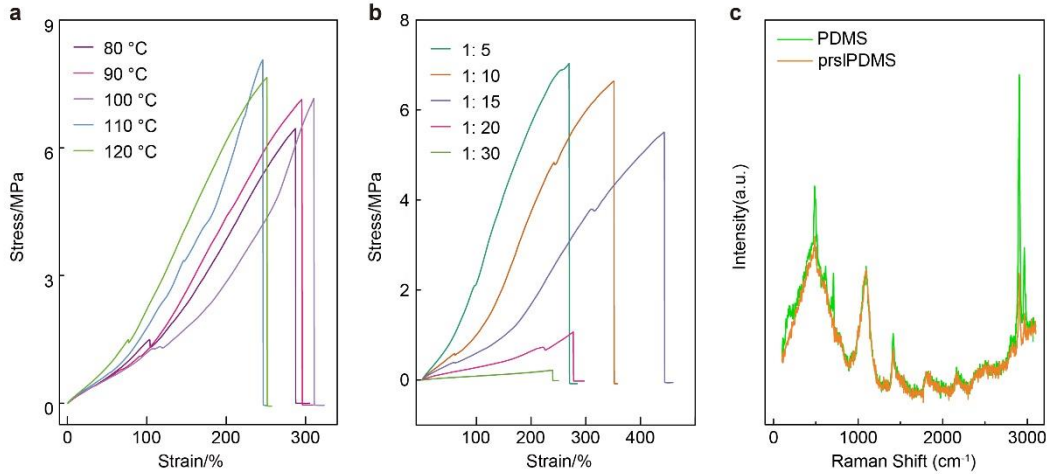 a
9
6
3
0
Stress/MPa
80 °C
90 °C
100 °C
110 °C
120 °C
0 100 200 300
Strain/%
b
8
6
4
2
0
Stress/MPa
1: 5
1: 10
1: 15
1: 20
1: 30
100 200 300 400
Strain/%
c
PDMS
prslPDMS
Intensity(a.u.)
0 1000 2000 3000
Raman Shift (cm⁻¹)